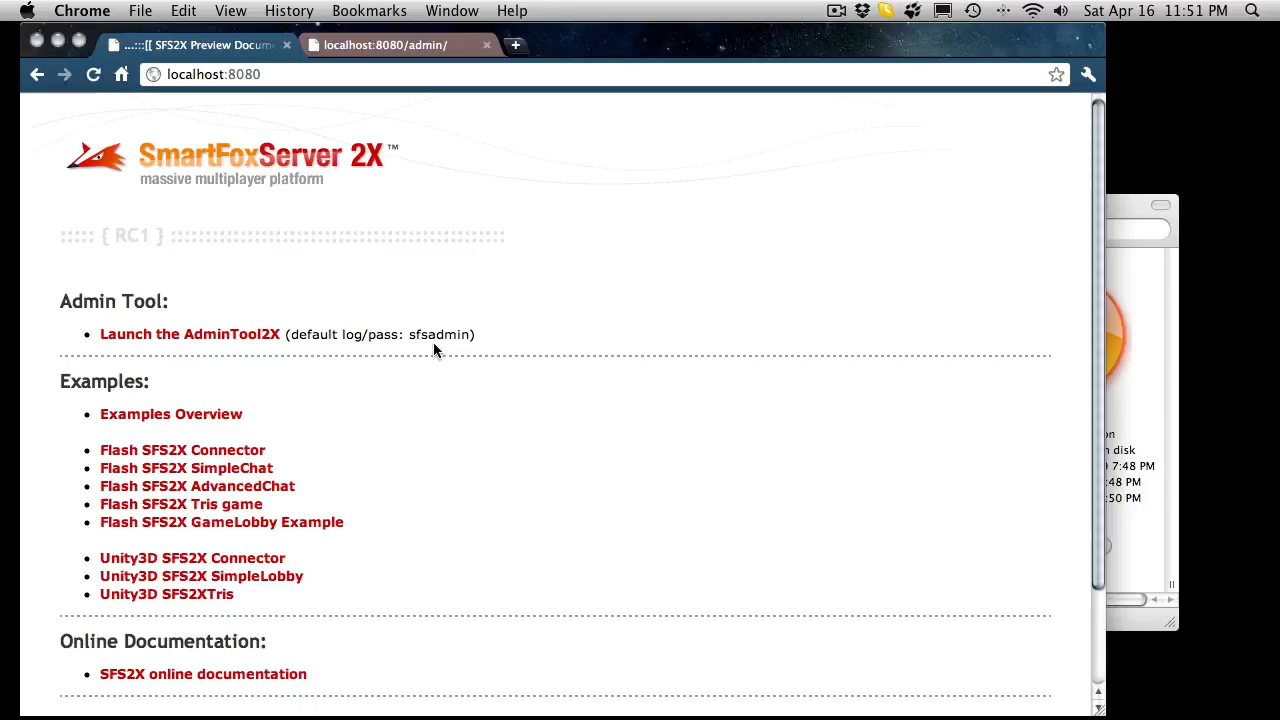 Chrome File Edit View History Bookmarks Window Help Sat Apr 16 11:51 PM
...:::[[ SFS2X Preview Docum localhost:8080/admin/
localhost:8080
SmartFoxServer 2X™
massive multiplayer platform
::::: { RC1 } ::::::::::::::::::::::::::::::::::::::::::::::::
Admin Tool:
• Launch the AdminTool2X (default log/pass: sfsadmin)
Examples:
• Examples Overview
• Flash SFS2X Connector
• Flash SFS2X SimpleChat
• Flash SFS2X AdvancedChat
• Flash SFS2X Tris game
• Flash SFS2X GameLobby Example
• Unity3D SFS2X Connector
• Unity3D SFS2X SimpleLobby
• Unity3D SFS2XTris
Online Documentation:
• SFS2X online documentation
on
disk
7:48 PM
:48 PM
:50 PM